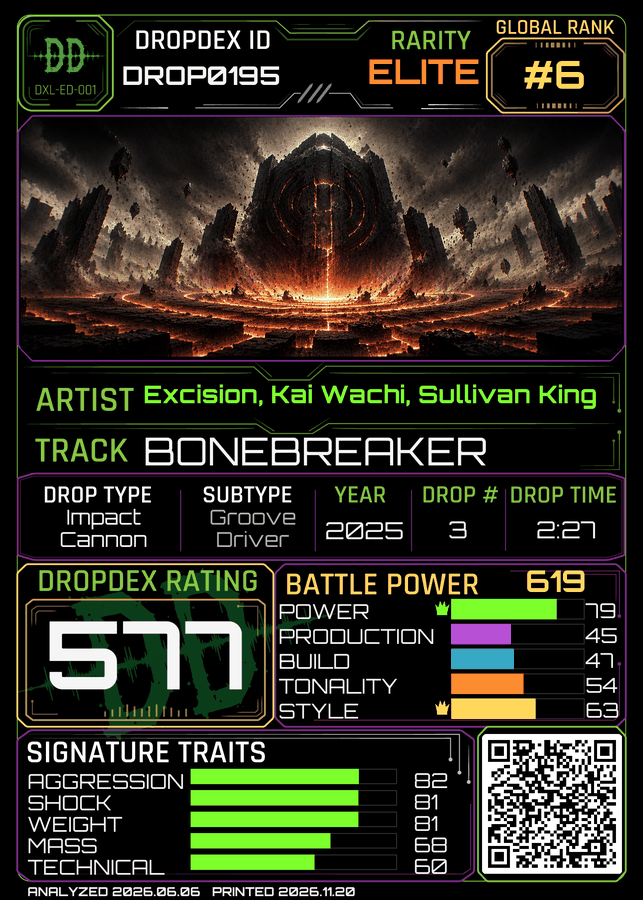 DD
DXL-ED-001
DROPDEX ID
DROP0195
RARITY
ELITE
GLOBAL RANK
#6
ARTIST Excision, Kai Wachi, Sullivan King
TRACK BONEBREAKER
DROP TYPE SUBTYPE YEAR DROP # DROP TIME
Impact Cannon Groove Driver 2025 3 2:27
DROPDEX RATING
577
BATTLE POWER 619
POWER 79
PRODUCTION 45
BUILD 47
TONALITY 54
STYLE 63
SIGNATURE TRAITS
AGGRESSION 82
SHOCK 81
WEIGHT 81
MASS 68
TECHNICAL 60
ANALYZED 2026.06.06 PRINTED 2026.11.20